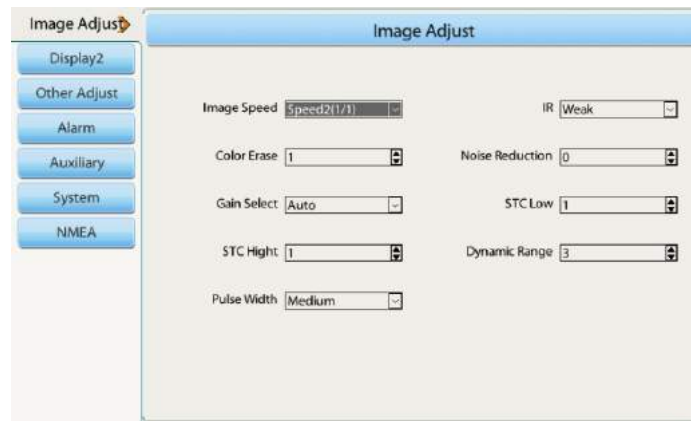 Image Adjust
Display2
Other Adjust
Alarm
Auxiliary
System
NMEA
Image Adjust
Image Speed Speed2(1/1) IR Weak
Color Erase 1 Noise Reduction 0
Gain Select Auto STC Low 1
STC Hight 1 Dynamic Range 3
Pulse Width Medium